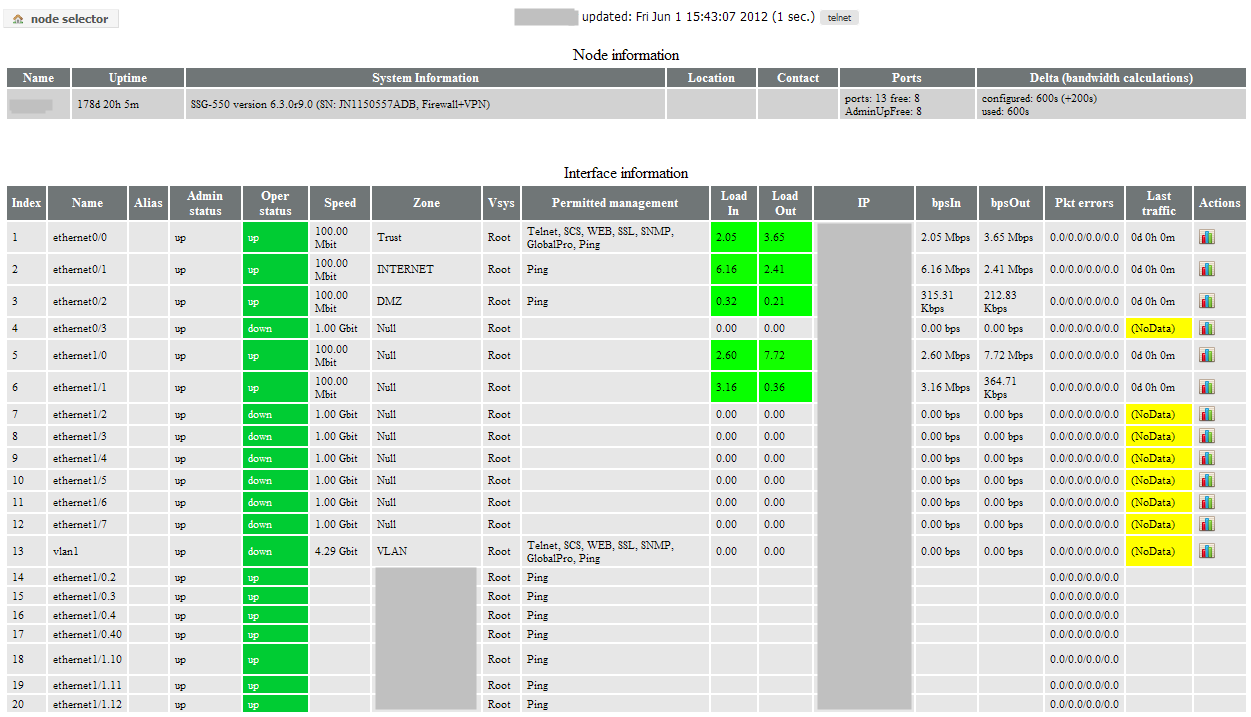 node selector
updated: Fri Jun 1 15:43:07 2012 (1 sec.) telnet
Node information
Name Uptime System Information Location Contact Ports Delta (bandwidth calculations)
178d 20h 5m SSG-550 version 6.3.0r9.0 (SN: JN1150557ADB, Firewall+VPN) ports: 13 free: 8 configured: 600s (+200s)
AdminUpFree: 8 used: 600s
Interface information
Index Name Alias Admin status Oper status Speed Zone Vsys Permitted management Load In Load Out IP bpsIn bpsOut Pkt errors Last traffic Actions
1 ethernet0/0 up up 100.00 Mbit Trust Root Telnet, SCS, WEB, SSL, SNMP, GlobalPro, Ping 2.05 3.65 2.05 Mbps 3.65 Mbps 0.0/0.0/0.0/0.0 0d 0h 0m
2 ethernet0/1 up up 100.00 Mbit INTERNET Root Ping 6.16 2.41 6.16 Mbps 2.41 Mbps 0.0/0.0/0.0/0.0 0d 0h 0m
3 ethernet0/2 up up 100.00 Mbit DMZ Root Ping 0.32 0.21 315.31 Kbps 212.83 Kbps 0.0/0.0/0.0/0.0 0d 0h 0m
4 ethernet0/3 up down 1.00 Gbit Null Root 0.00 0.00 0.00 bps 0.00 bps 0.0/0.0/0.0/0.0 (NoData)
5 ethernet1/0 up up 100.00 Mbit Null Root 2.60 7.72 2.60 Mbps 7.72 Mbps 0.0/0.0/0.0/0.0 0d 0h 0m
6 ethernet1/1 up up 100.00 Mbit Null Root 3.16 0.36 3.16 Mbps 364.71 Kbps 0.0/0.0/0.0/0.0 0d 0h 0m
7 ethernet1/2 up down 1.00 Gbit Null Root 0.00 0.00 0.00 bps 0.00 bps 0.0/0.0/0.0/0.0 (NoData)
8 ethernet1/3 up down 1.00 Gbit Null Root 0.00 0.00 0.00 bps 0.00 bps 0.0/0.0/0.0/0.0 (NoData)
9 ethernet1/4 up down 1.00 Gbit Null Root 0.00 0.00 0.00 bps 0.00 bps 0.0/0.0/0.0/0.0 (NoData)
10 ethernet1/5 up down 1.00 Gbit Null Root 0.00 0.00 0.00 bps 0.00 bps 0.0/0.0/0.0/0.0 (NoData)
11 ethernet1/6 up down 1.00 Gbit Null Root 0.00 0.00 0.00 bps 0.00 bps 0.0/0.0/0.0/0.0 (NoData)
12 ethernet1/7 up down 1.00 Gbit Null Root 0.00 0.00 0.00 bps 0.00 bps 0.0/0.0/0.0/0.0 (NoData)
13 vlan1 up down 4.29 Gbit VLAN Root Telnet, SCS, WEB, SSL, SNMP, GlobalPro, Ping 0.00 0.00 0.00 bps 0.00 bps 0.0/0.0/0.0/0.0 (NoData)
14 ethernet1/0.2 up up Root Ping 0.0/0.0/0.0/0.0
15 ethernet1/0.3 up up Root Ping 0.0/0.0/0.0/0.0
16 ethernet1/0.4 up up Root Ping 0.0/0.0/0.0/0.0
17 ethernet1/0.40 up up Root Ping 0.0/0.0/0.0/0.0
18 ethernet1/1.10 up up Root Ping 0.0/0.0/0.0/0.0
19 ethernet1/1.11 up up Root Ping 0.0/0.0/0.0/0.0
20 ethernet1/1.12 up up Root Ping 0.0/0.0/0.0/0.0